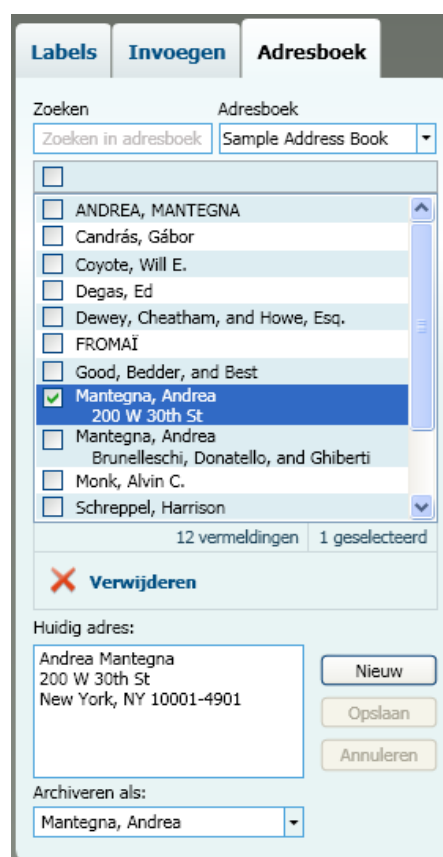 Labels Invoegen Adresboek
Zoeken Adresboek
Zoeken in adresboek Sample Address Book
ANDREA, MANTEGNA
Candrás, Gábor
Coyote, Will E.
Degas, Ed
Dewey, Cheatham, and Howe, Esq.
FROMAÏ
Good, Bedder, and Best
Mantegna, Andrea
200 W 30th St
Mantegna, Andrea
Brunelleschi, Donatello, and Ghiberti
Monk, Alvin C.
Schreppel, Harrison
12 vermeldingen 1 geselecteerd
Verwijderen
Huidig adres:
Andrea Mantegna
200 W 30th St
New York, NY 10001-4901
Nieuw
Opslaan
Annuleren
Archiveren als:
Mantegna, Andrea